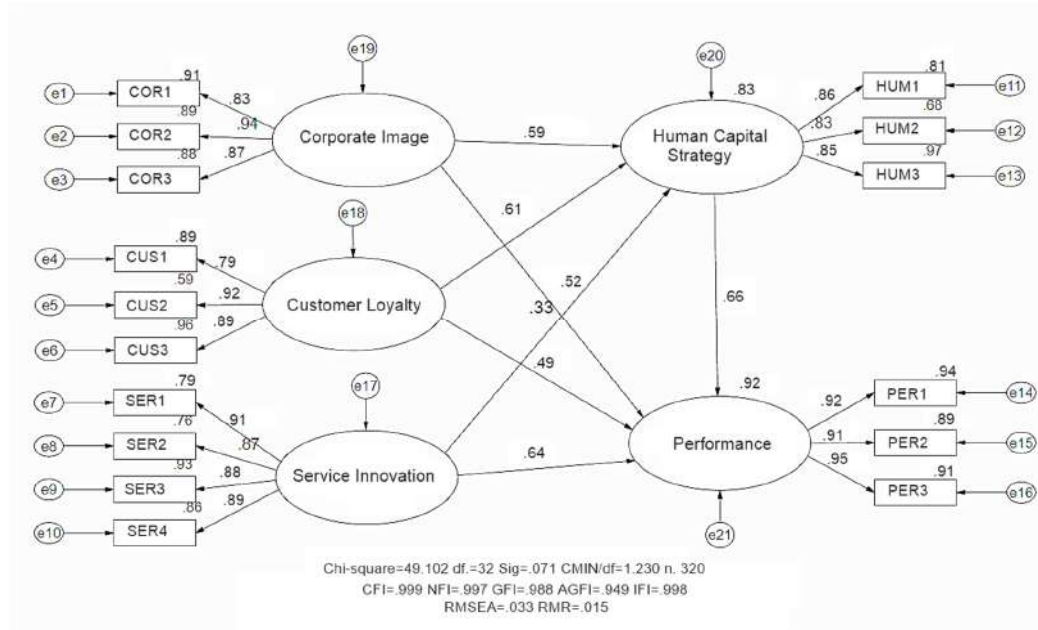 e19
e20
.91
.83
.81
e1
COR1
.83
.86
HUM1
e11
.89
.94
.68
e2
COR2
Corporate Image
.59
Human Capital
Strategy
.83
HUM2
e12
.88
.87
.85
.97
e3
COR3
HUM3
e13
e18
.61
.89
e4
CUS1
.79
.52
.59
.33
.66
e5
CUS2
.92
Customer Loyalty
.96
.89
e6
CUS3
.49
.79
e17
.92
.94
e7
SER1
.91
.92
PER1
e14
.76
.89
e8
SER2
.87
Performance
.91
PER2
e15
.93
.88
.64
.95
.91
e9
SER3
Service Innovation
PER3
e16
.86
.89
e10
SER4
e21
Chi-square=49.102 df.=32 Sig=.071 CMIN/df=1.230 n. 320
CFI=.999 NFI=.997 GFI=.988 AGFI=.949 IFI=.998
RMSEA=.033 RMR=.015